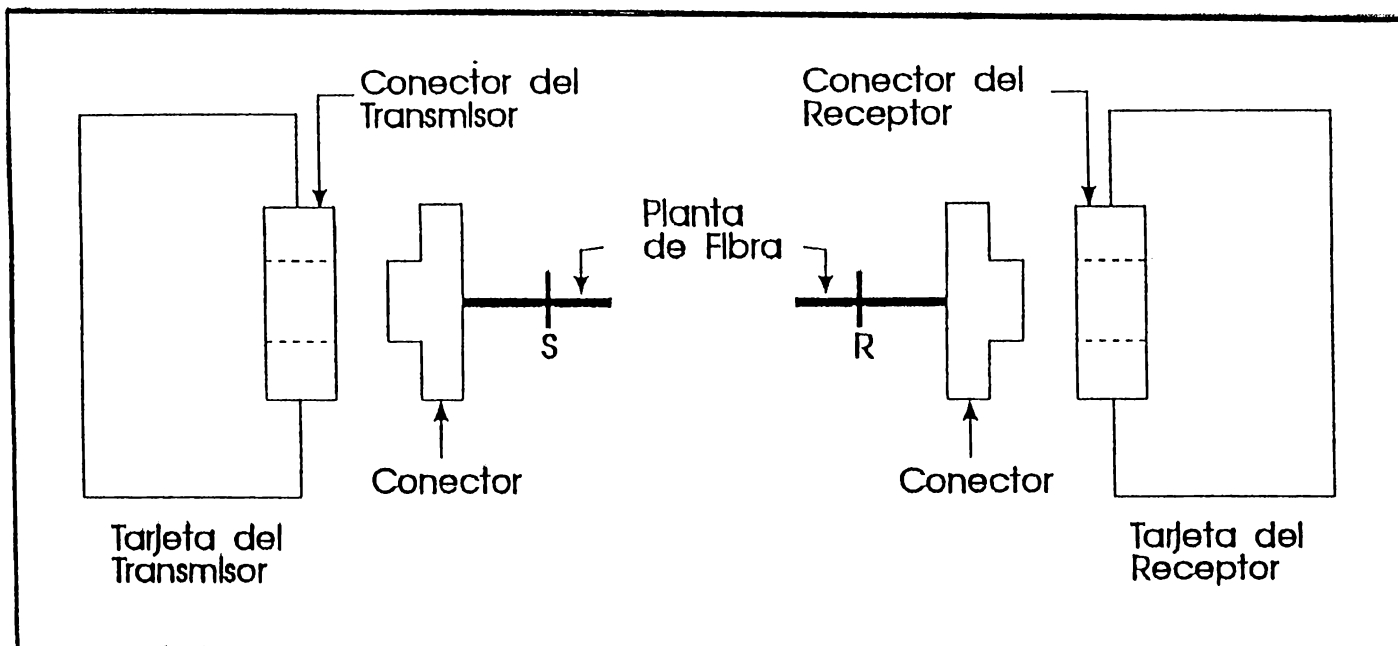 Conector del
Transmisor
Conector del
Receptor
Planta
de Fibra
S
R
Conector
Conector
Tarjeta del
Transmisor
Tarjeta del
Receptor